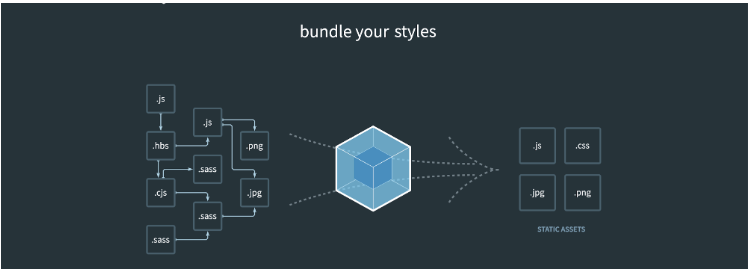 bundle your styles
.js
.js
.hbs
.png
.sass
.cjs
.jpg
.sass
.sass
.js
.css
.jpg
.png
STATIC ASSETS